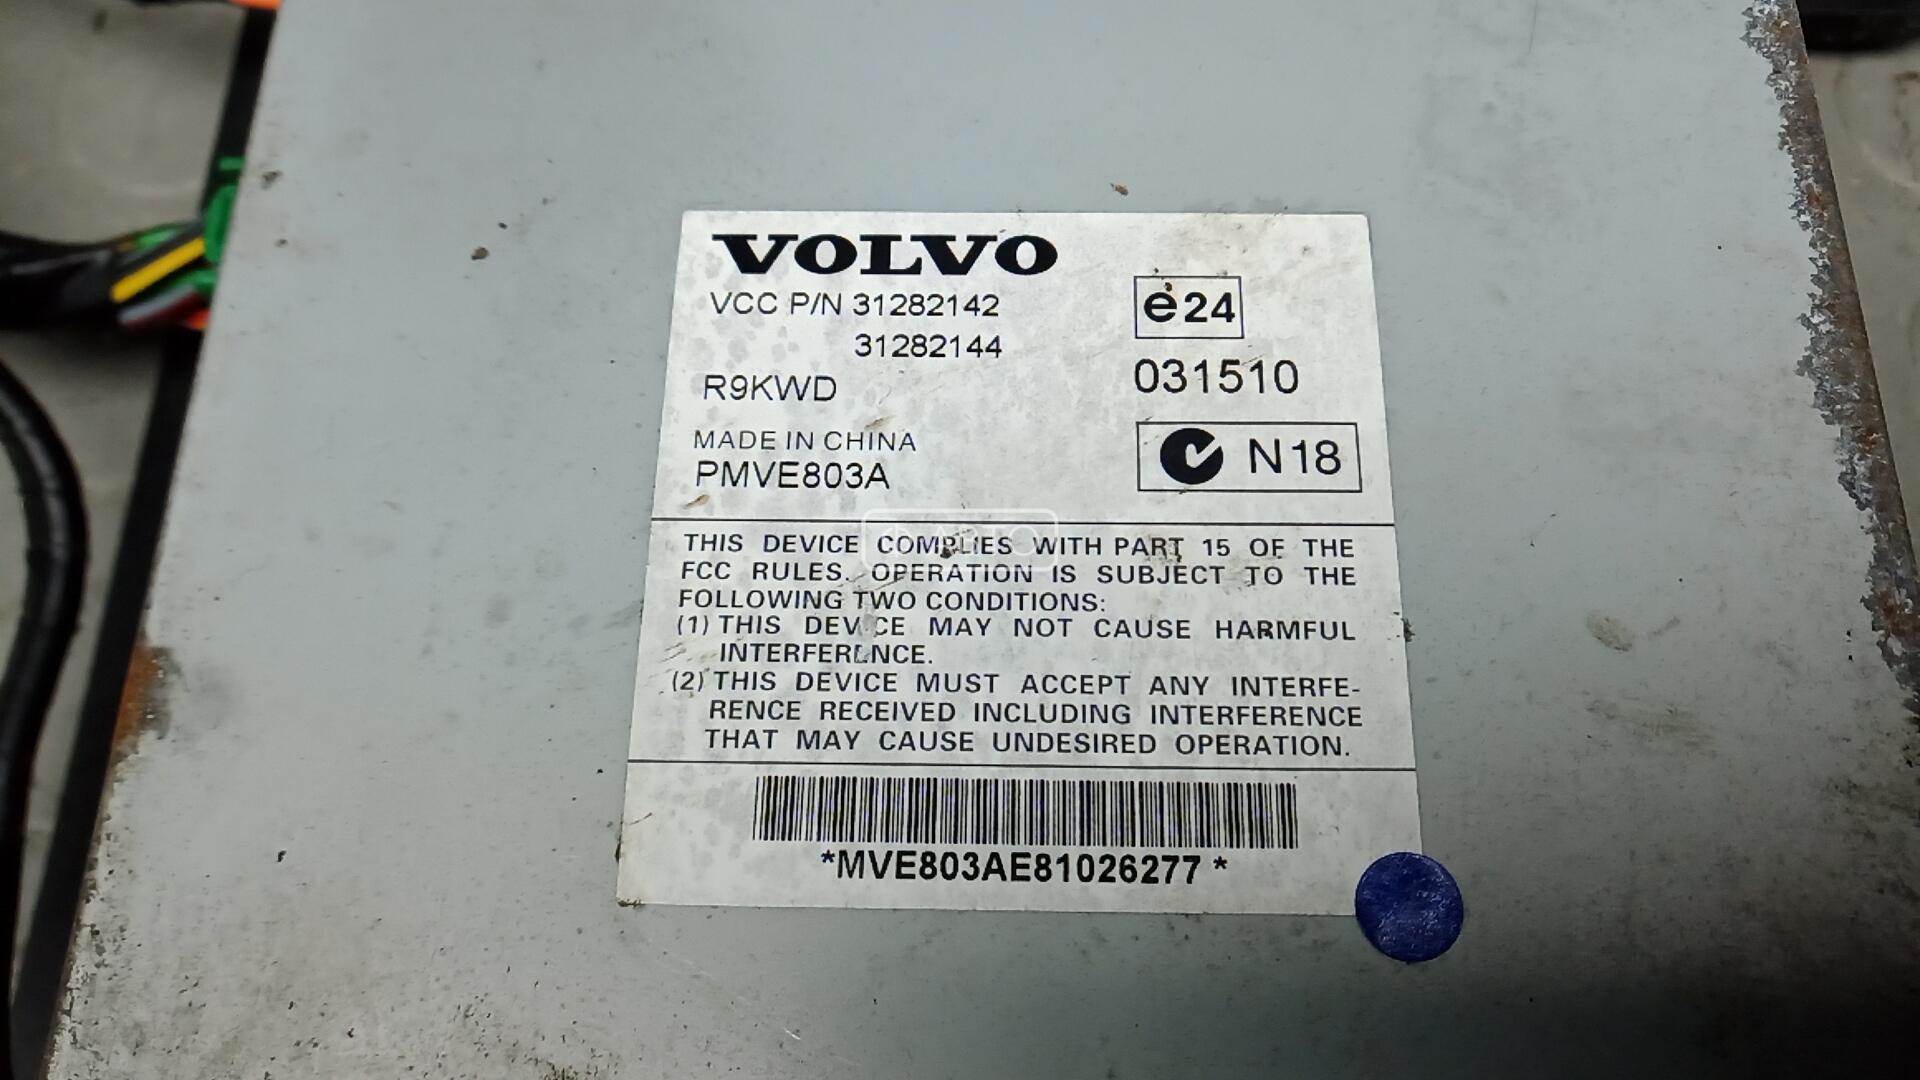 VOLVO
VCC P/N 31282142
31282144
R9KWD
MADE IN CHINA
PMVE803A
e24
031510
N18
АВТО
THIS DEVICE COMPLIES WITH PART 15 OF THE
FCC RULES. OPERATION IS SUBJECT TO THE
FOLLOWING TWO CONDITIONS:
(1) THIS DEVICE MAY NOT CAUSE HARMFUL
INTERFERENCE.
(2) THIS DEVICE MUST ACCEPT ANY INTERFE-
RENCE RECEIVED INCLUDING INTERFERENCE
THAT MAY CAUSE UNDESIRED OPERATION.
*MVE803AE81026277 *